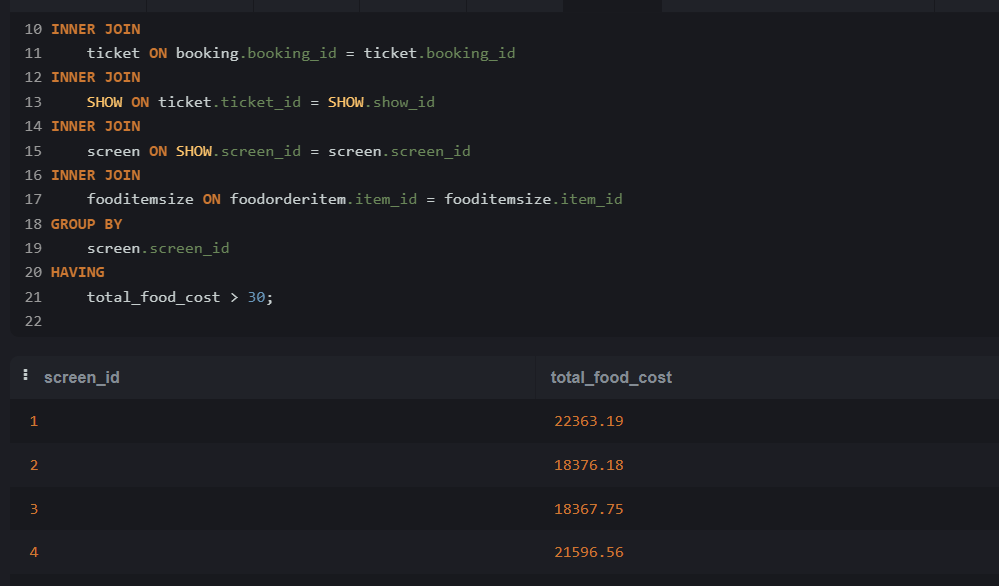 10 INNER JOIN
11 ticket ON booking.booking_id = ticket.booking_id
12 INNER JOIN
13 SHOW ON ticket.ticket_id = SHOW.show_id
14 INNER JOIN
15 screen ON SHOW.screen_id = screen.screen_id
16 INNER JOIN
17 fooditemsize ON foodorderitem.item_id = fooditemsize.item_id
18 GROUP BY
19 screen.screen_id
20 HAVING
21 total_food_cost > 30;
22
screen_id total_food_cost
1 22363.19
2 18376.18
3 18367.75
4 21596.56